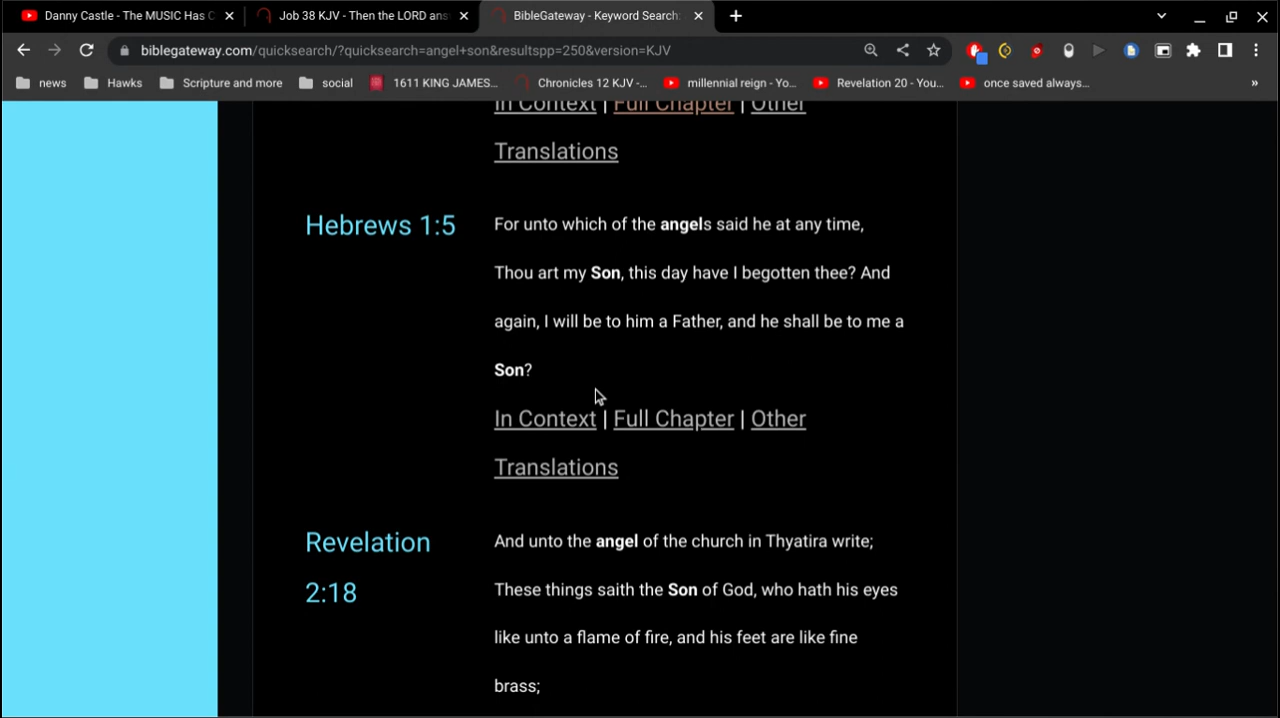 Danny Castle - The MUSIC Has C
Job 38 KJV - Then the LORD ans
BibleGateway - Keyword Search:
biblegateway.com/quicksearch/?quicksearch=angel+son&resultspp=250&version=KJV
news
Hawks
Scripture and more
social
1611 KING JAMES...
Chronicles 12 KJV -...
millennial reign - Yo...
Revelation 20 - You...
once saved always...
»
In Context | Full Chapter | Other
Translations
Hebrews 1:5
For unto which of the angels said he at any time,
Thou art my Son, this day have I begotten thee? And
again, I will be to him a Father, and he shall be to me a
Son?
In Context | Full Chapter | Other
Translations
Revelation
2:18
And unto the angel of the church in Thyatira write;
These things saith the Son of God, who hath his eyes
like unto a flame of fire, and his feet are like fine
brass;